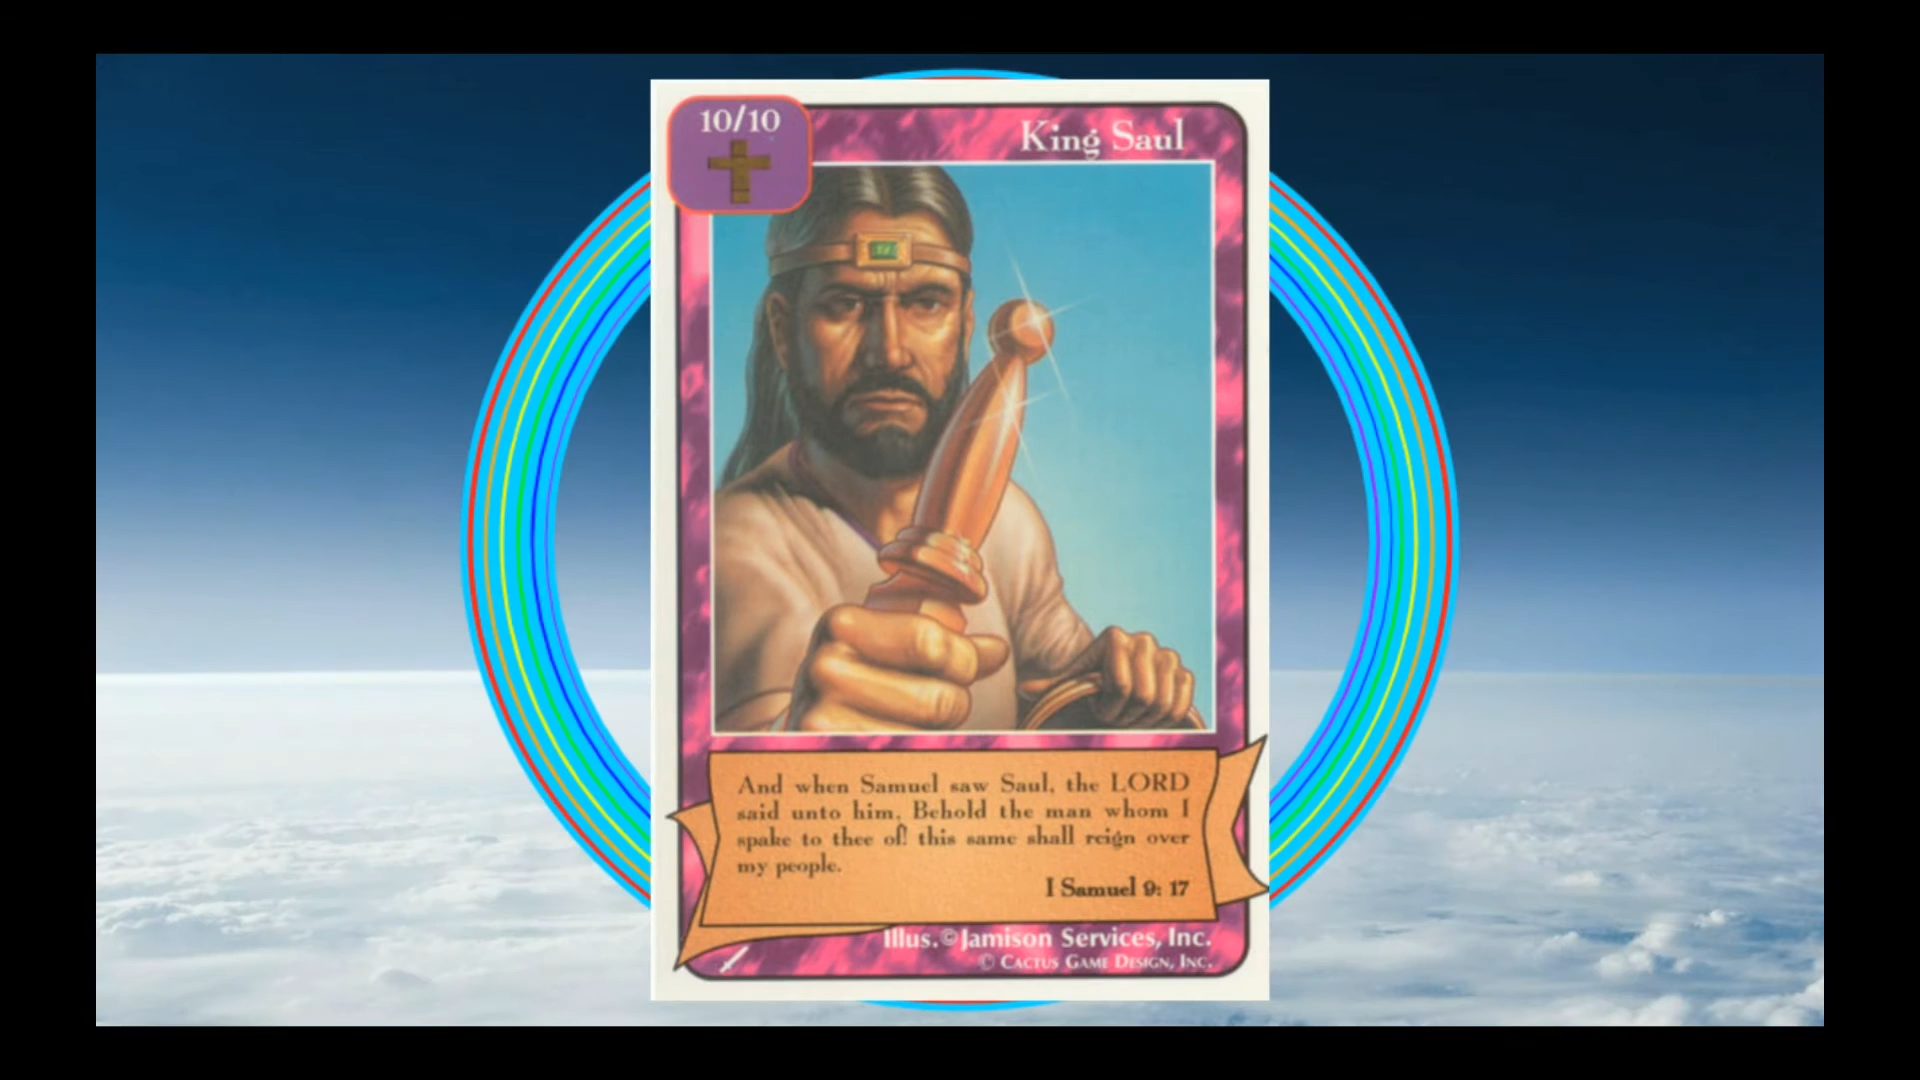 10/10
King Saul
And when Samuel saw Saul, the LORD
said unto him, Behold the man whom I
spake to thee of! this same shall reign over
my people.
I Samuel 9: 17
Illus.©Jamison Services, Inc.
© CACTUS GAME DESIGN, INC.